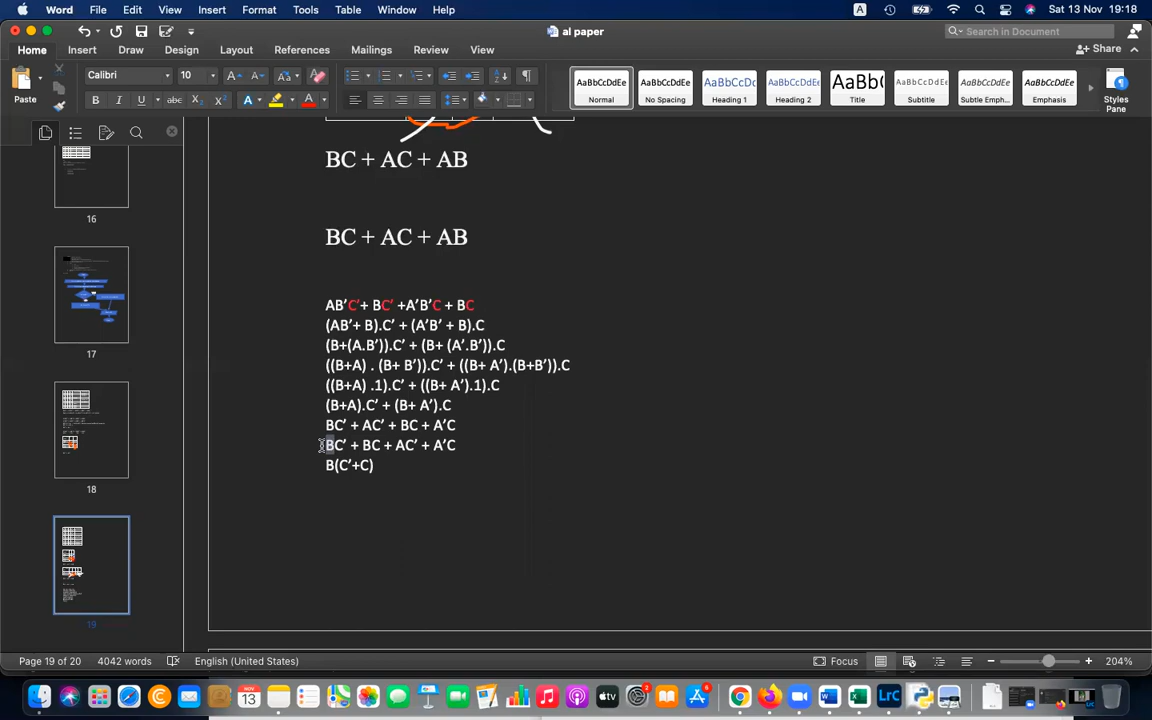 Word File Edit View Insert Format Tools Table Window Help A Sat 13 Nov 19:18
al paper
Search in Document
Home Insert Draw Design Layout References Mailings Review View
Share
Paste
Calibri 10
AaBbCcDdEe AaBbCcDdEe AaBbCcDc AaBbCcDdEe AaBb( AaBbCcDdEe AaBbCcDdEe AaBbCcDdEe
Normal No Spacing Heading 1 Heading 2 Title Subtitle Subtle Emph... Emphasis
Styles Pane
16
17
18
19
BC + AC + AB
BC + AC + AB
AB’C’+ BC’ +A’B’C + BC
(AB’+ B).C’ + (A’B’ + B).C
(B+(A.B’)).C’ + (B+ (A’.B’)).C
((B+A) . (B+ B’)).C’ + ((B+ A’).(B+B’)).C
((B+A) .1).C’ + ((B+ A’).1).C
(B+A).C’ + (B+ A’).C
BC’ + AC’ + BC + A’C
BC’ + BC + AC’ + A’C
B(C’+C)
Page 19 of 20 4042 words English (United States) Focus 204%